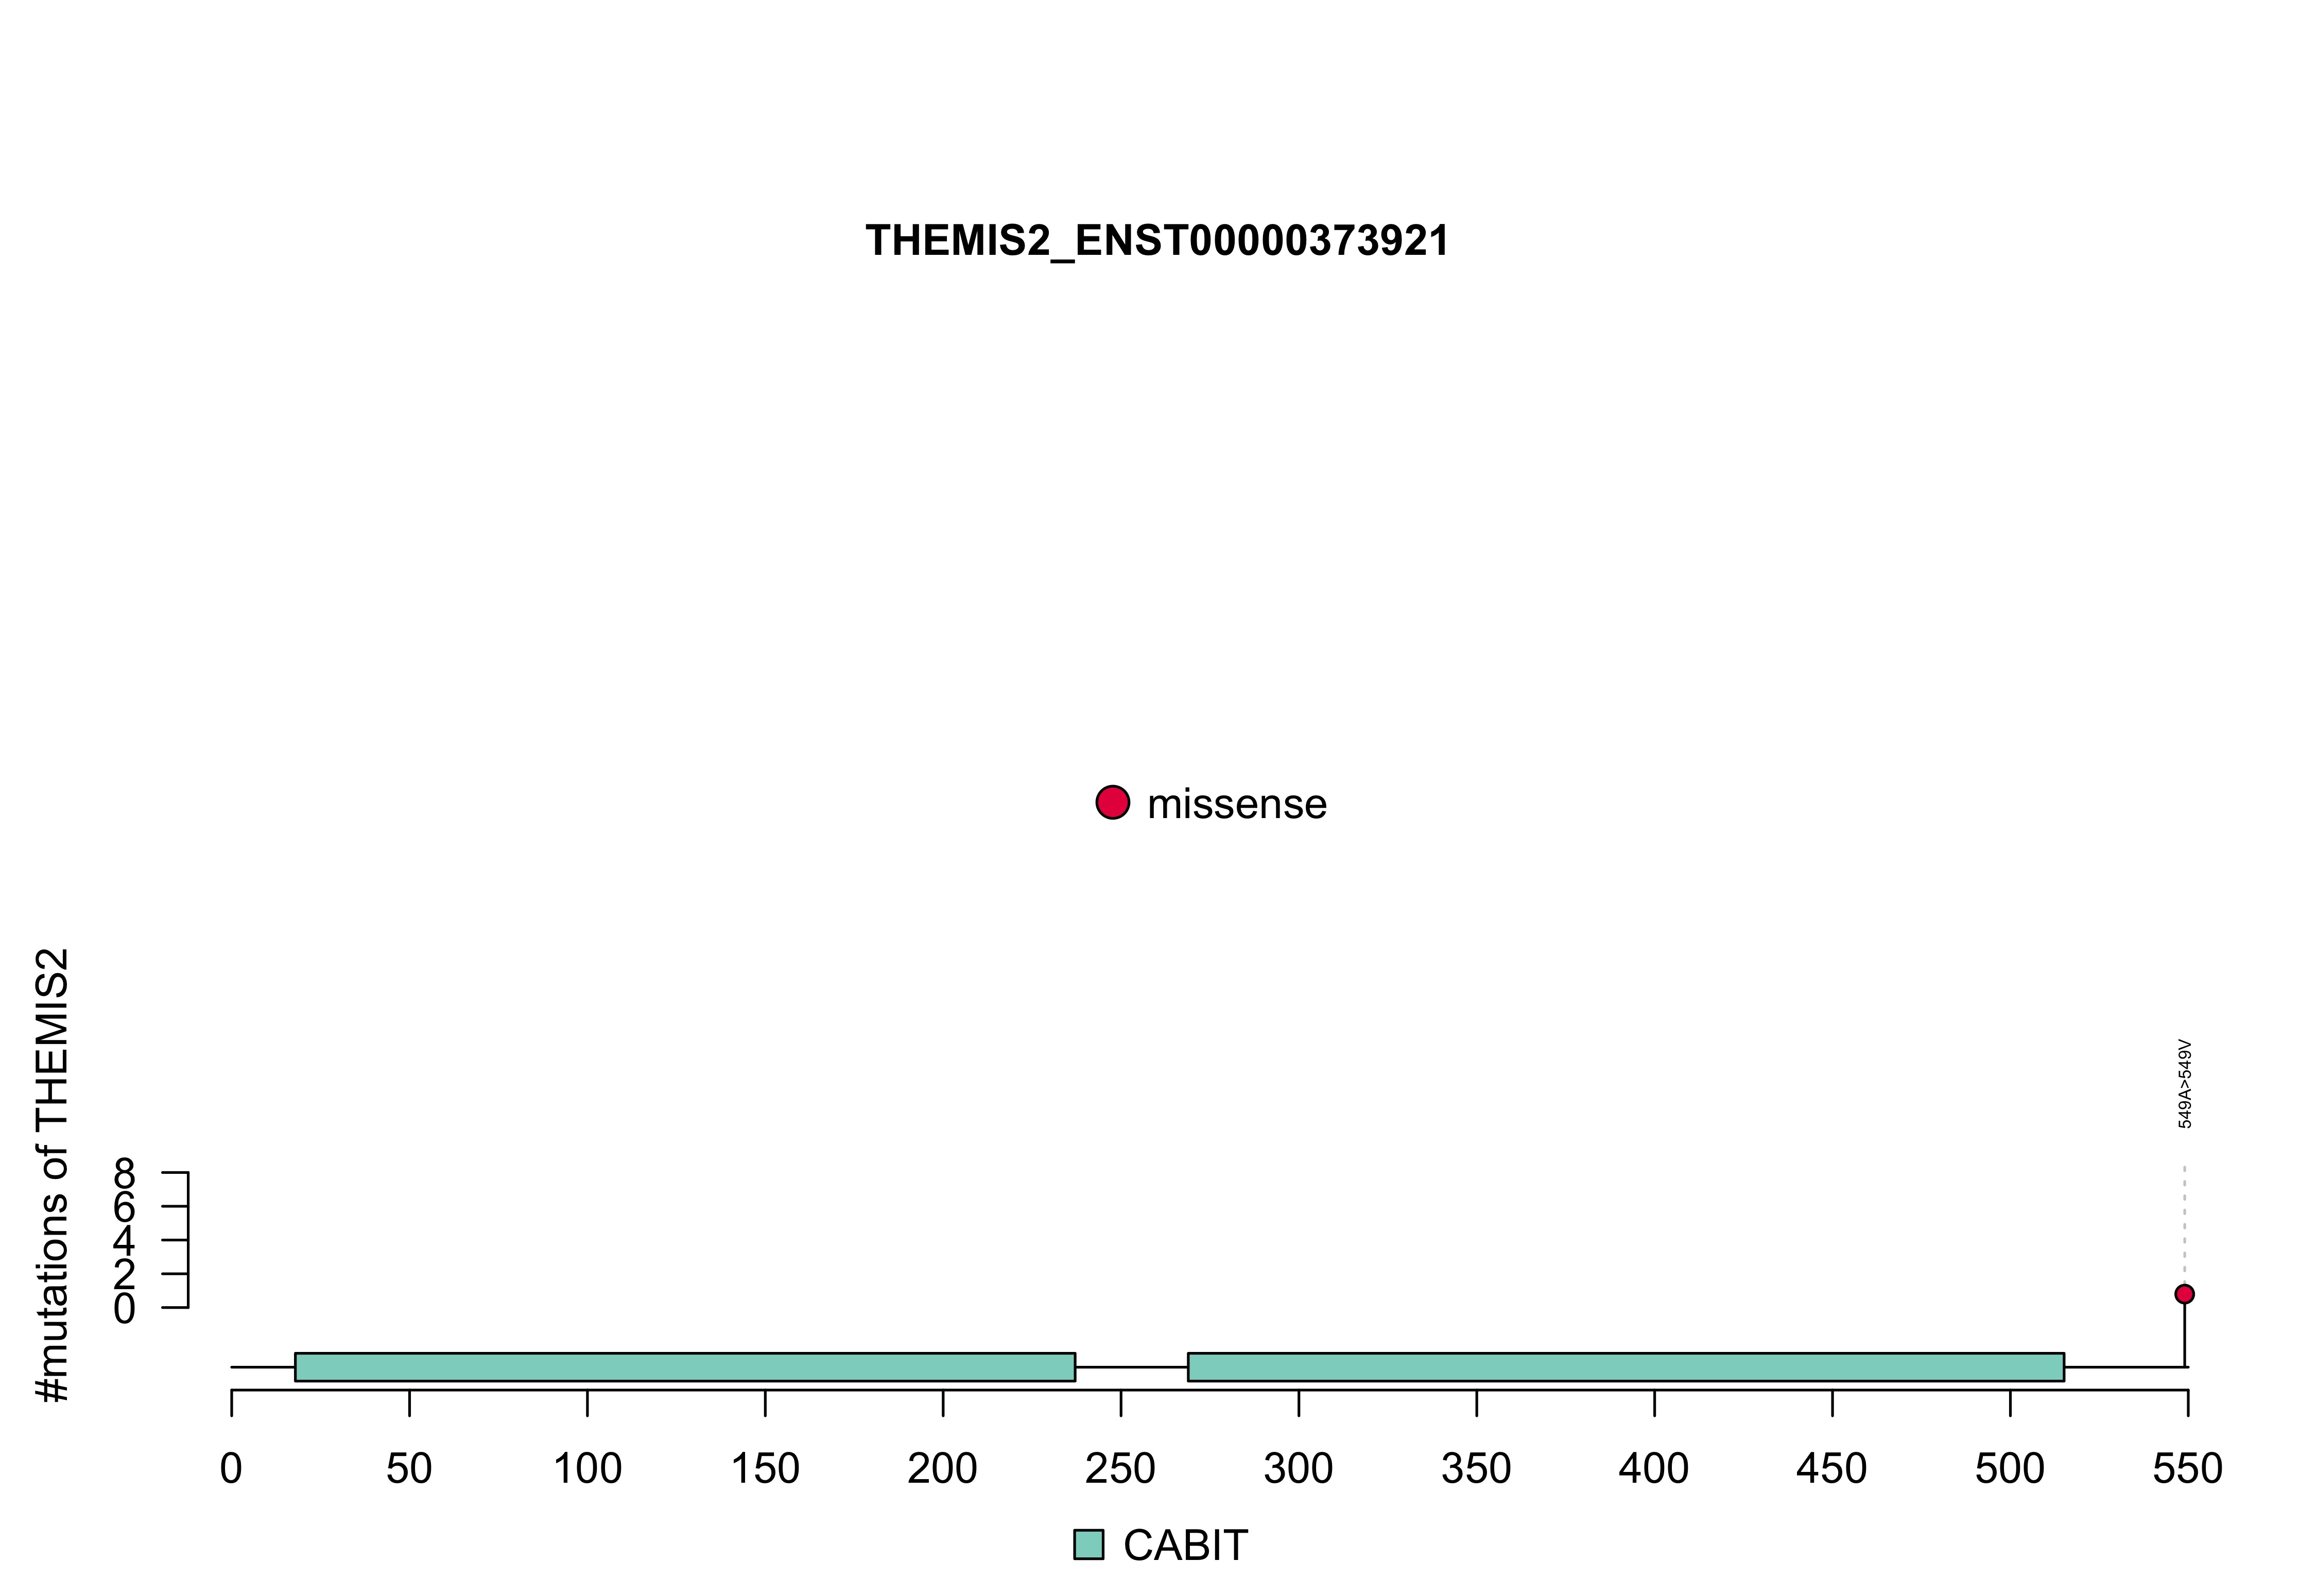 THEMIS2_ENST00000373921
missense
#mutations of THEMIS2
549A>549V
8
6
4
2
0
0 50 100 150 200 250 300 350 400 450 500 550
CABIT